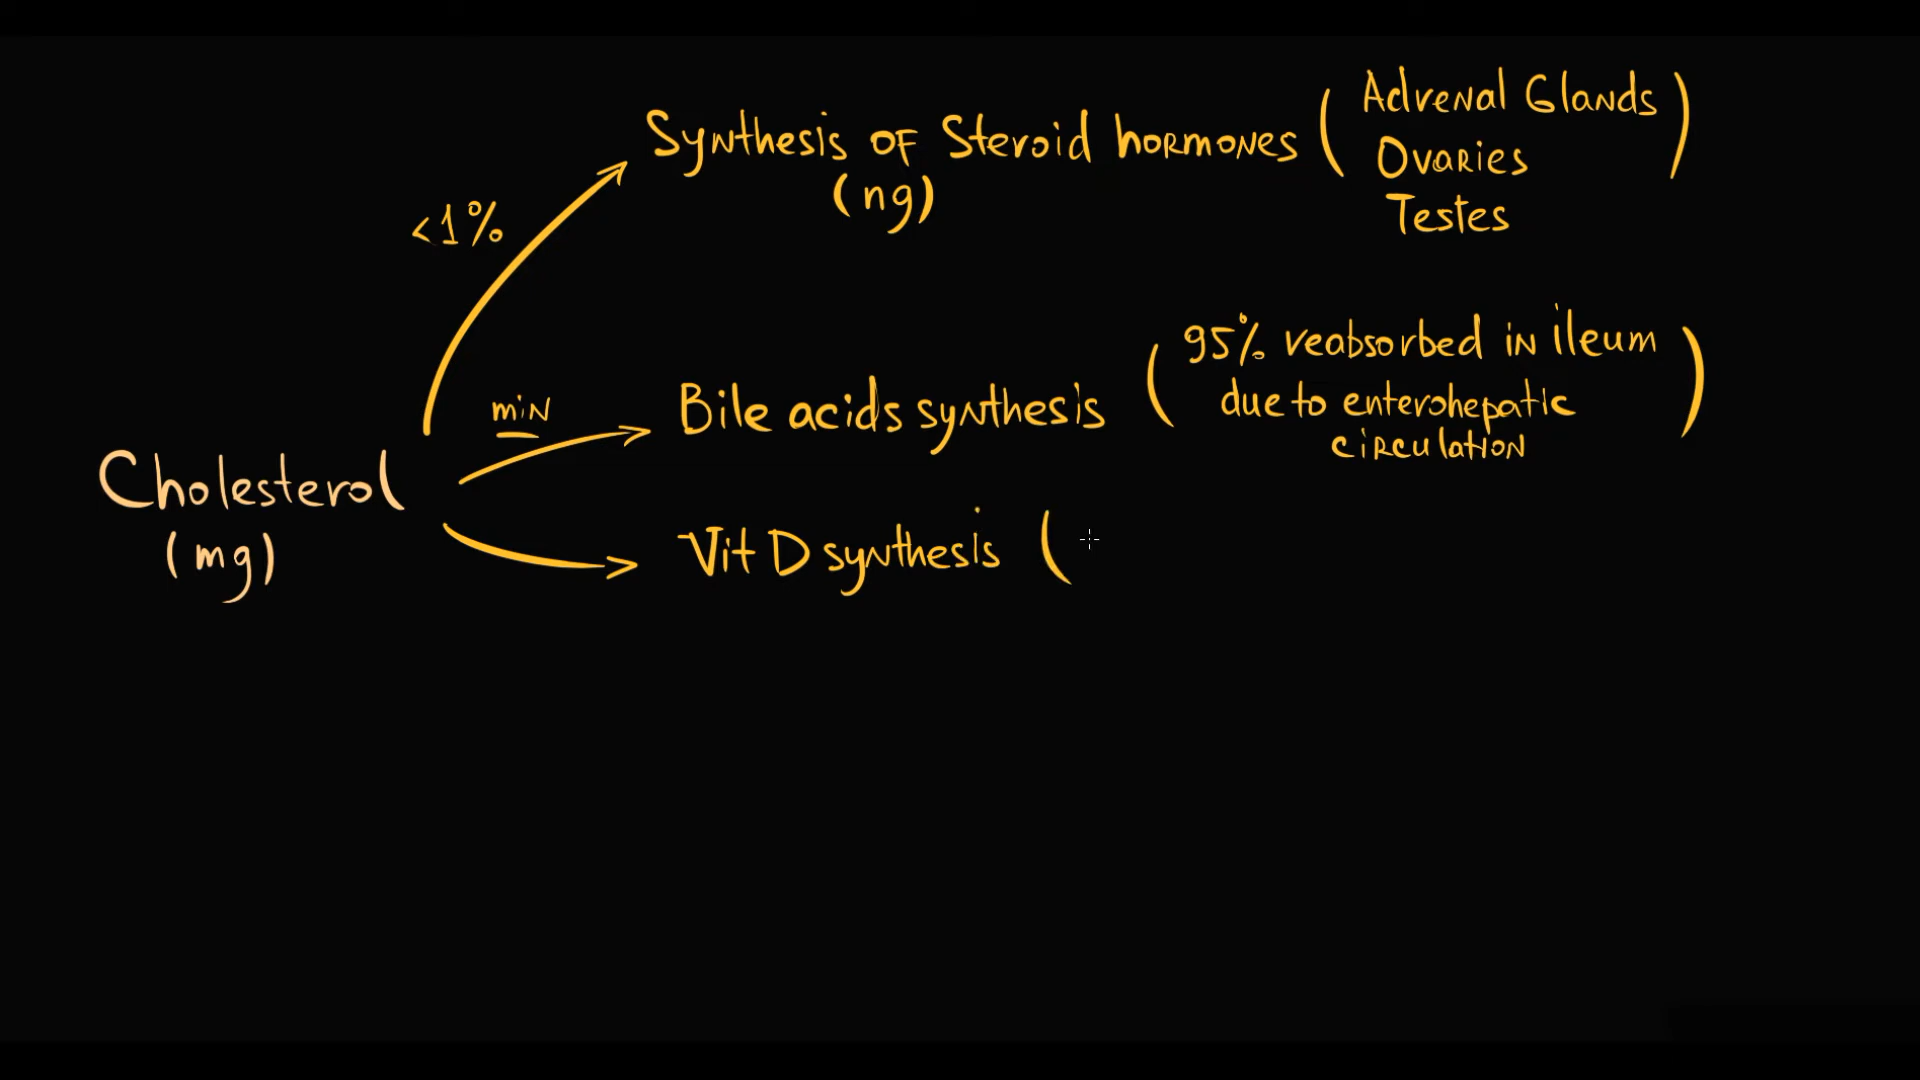 Synthesis of Steroid hormones ( Adrenal Glands )
Ovaries
Testes
(ng)
<1%
Bile acids synthesis ( 95% reabsorbed in ileum )
due to enterohepatic
circulation
min
Cholesterol
(mg)
Vit D synthesis (